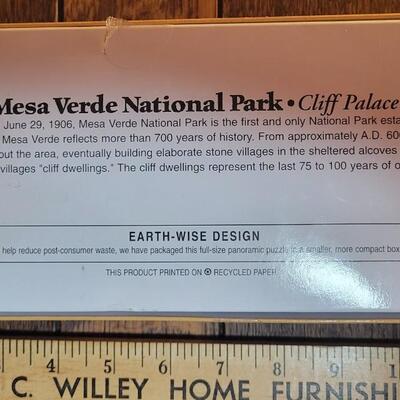 Mesa Verde National Park • Cliff Palace
June 29, 1906, Mesa Verde National Park is the first and only National Park esta
Mesa Verde reflects more than 700 years of history. From approximately A.D. 60
out the area, eventually building elaborate stone villages in the sheltered alcoves
villages "cliff dwellings." The cliff dwellings represent the last 75 to 100 years of o
EARTH-WISE DESIGN
help reduce post-consumer waste, we have packaged this full-size panoramic puzzle in a smaller, more compact box
THIS PRODUCT PRINTED ON RECYCLED PAPER
1 2 3 4 5 6 7 8 9 1
C. WILLEY HOME FURNISHI